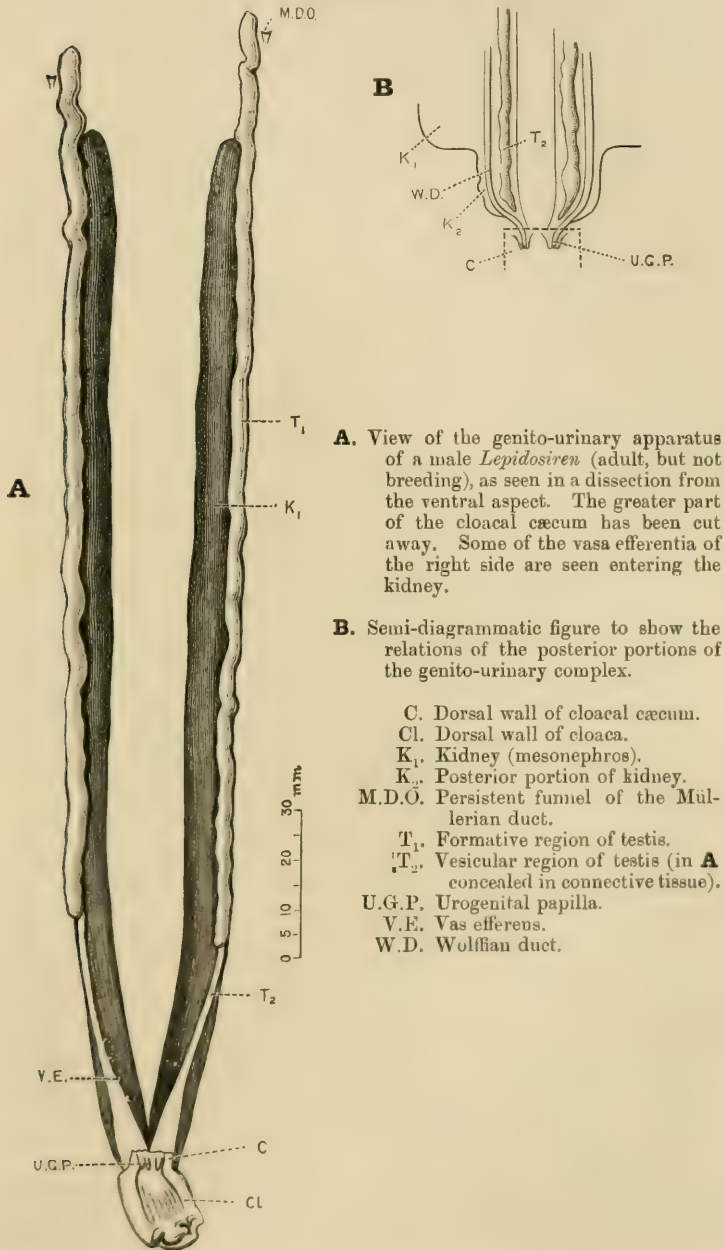 M.D.O.
B
K₁
T₂
W.D.
K₂
C
U.G.P.
T₁
K₁
A
A. View of the genito-urinary apparatus
of a male Lepidosiren (adult, but not
breeding), as seen in a dissection from
the ventral aspect. The greater part
of the cloacal cæcum has been cut
away. Some of the vasa efferentia of
the right side are seen entering the
kidney.
B. Semi-diagrammatic figure to show the
relations of the posterior portions of
the genito-urinary complex.
C. Dorsal wall of cloacal cæcum.
Cl. Dorsal wall of cloaca.
K₁. Kidney (mesonephros).
K₂. Posterior portion of kidney.
M.D.O. Persistent funnel of the Mül-
lerian duct.
T₁. Formative region of testis.
T₂. Vesicular region of testis (in A
concealed in connective tissue).
U.G.P. Urogenital papilla.
V.E. Vas efferens.
W.D. Wolffian duct.
30 mm
20
10
5
0
T₂
V.E.
C
U.G.P.
Cl